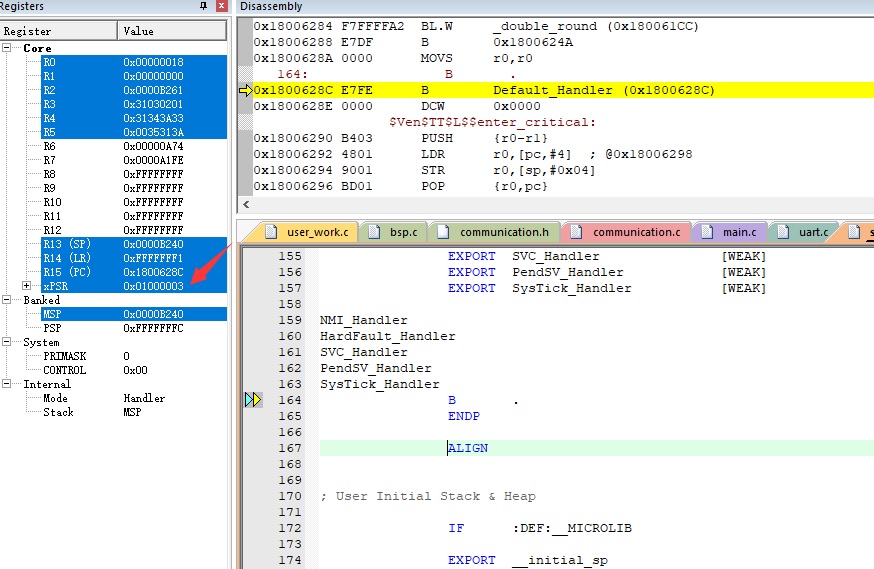 Registers
Register Value
Core
R0 0x00000018
R1 0x00000000
R2 0x0000B261
R3 0x31030201
R4 0x31343A33
R5 0x0035313A
R6 0x00000A74
R7 0x0000A1FE
R8 0xFFFFFFFF
R9 0xFFFFFFFF
R10 0xFFFFFFFF
R11 0xFFFFFFFF
R12 0xFFFFFFFF
R13 (SP) 0x0000B240
R14 (LR) 0xFFFFFFF1
R15 (PC) 0x1800628C
xPSR 0x01000003
Banked
MSP 0x0000B240
PSP 0xFFFFFFFC
System
PRIMASK 0
CONTROL 0x00
Internal
Mode Handler
Stack MSP
Disassembly
0x18006284 F7FFFFA2 BL.W _double_round (0x180061CC)
0x18006288 E7DF B 0x1800624A
0x1800628A 0000 MOVS r0,r0
164: B .
0x1800628C E7FE B Default_Handler (0x1800628C)
0x1800628E 0000 DCW 0x0000
$Ven$TT$L$$enter_critical:
0x18006290 B403 PUSH {r0-r1}
0x18006292 4801 LDR r0,[pc,#4] ; @0x18006298
0x18006294 9001 STR r0,[sp,#0x04]
0x18006296 BD01 POP {r0,pc}
user_work.c bsp.c communication.h communication.c main.c uart.c s
155 EXPORT SVC_Handler [WEAK]
156 EXPORT PendSV_Handler [WEAK]
157 EXPORT SysTick_Handler [WEAK]
158
159 NMI_Handler
160 HardFault_Handler
161 SVC_Handler
162 PendSV_Handler
163 SysTick_Handler
164 B .
165 ENDP
166
167 ALIGN
168
169
170 ; User Initial Stack & Heap
171
172 IF :DEF:__MICROLIB
173
174 EXPORT __initial_sp